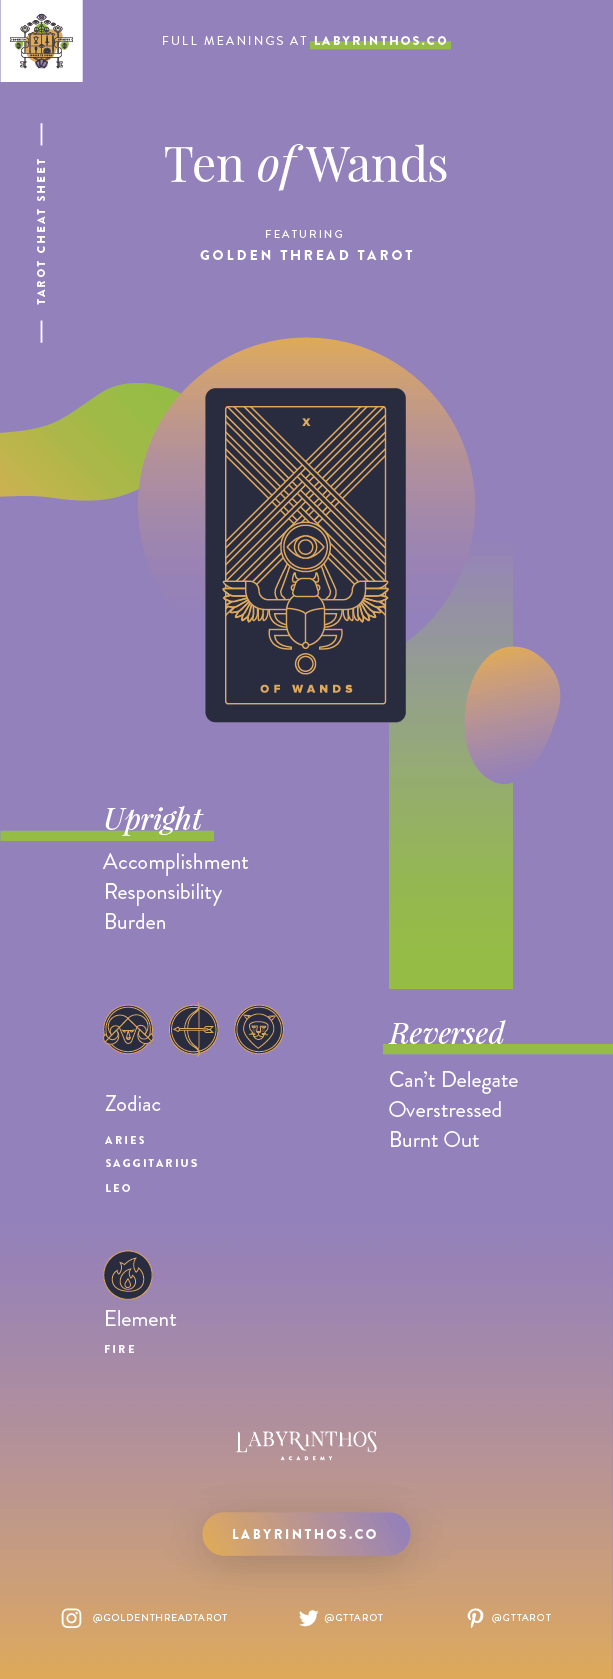 FULL MEANINGS AT LABYRINTHOS.CO
TAROT CHEAT SHEET
Ten of Wands
FEATURING
GOLDEN THREAD TAROT
X
OF WANDS
Upright
Accomplishment
Responsibility
Burden
Reversed
Can't Delegate
Overstressed
Burnt Out
Zodiac
ARIES
SAGGITARIUS
LEO
Element
FIRE
LABYRINTHOS
ACADEMY
LABYRINTHOS.CO
@GOLDENTHREADTAROT
@GTTAROT
@GTTAROT